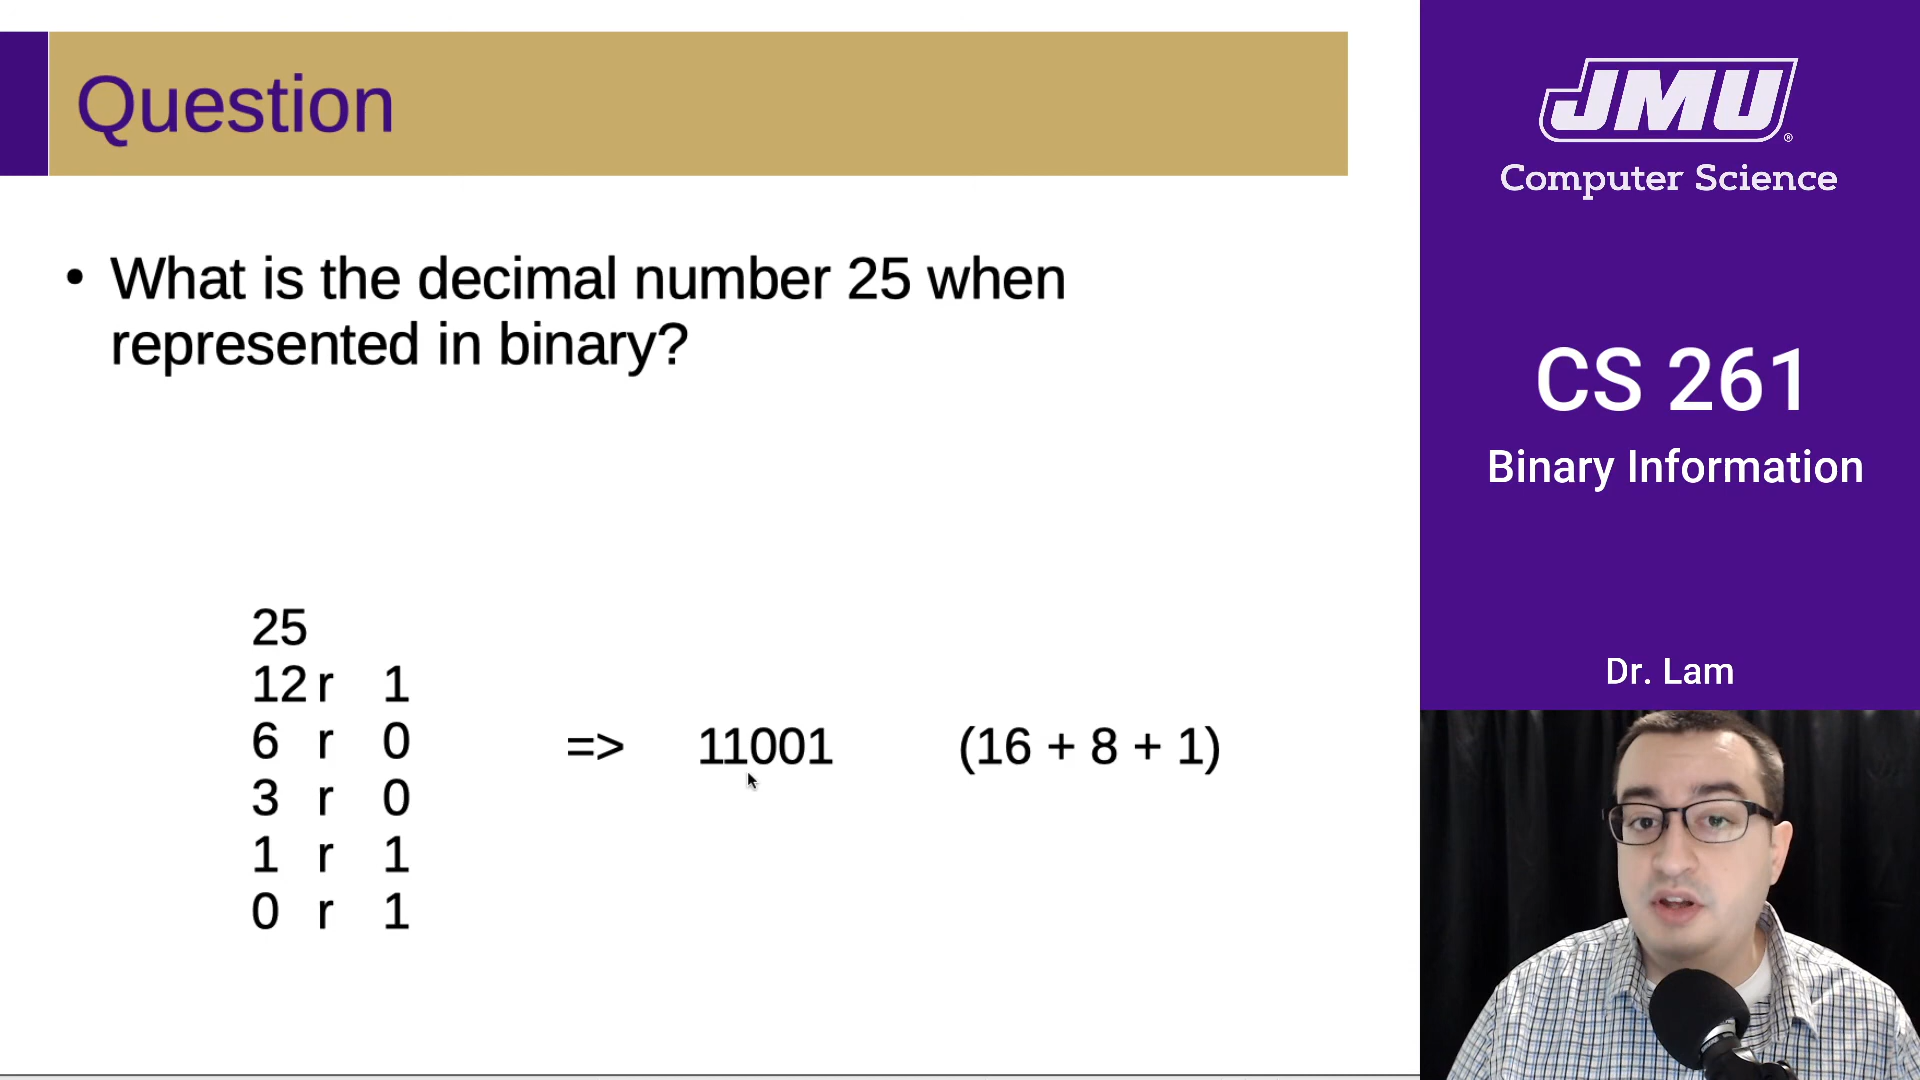 Question
• What is the decimal number 25 when
represented in binary?
25
12 r 1
6 r 0
3 r 0
1 r 1
0 r 1
=> 11001 (16 + 8 + 1)
JMU®
Computer Science
CS 261
Binary Information
Dr. Lam